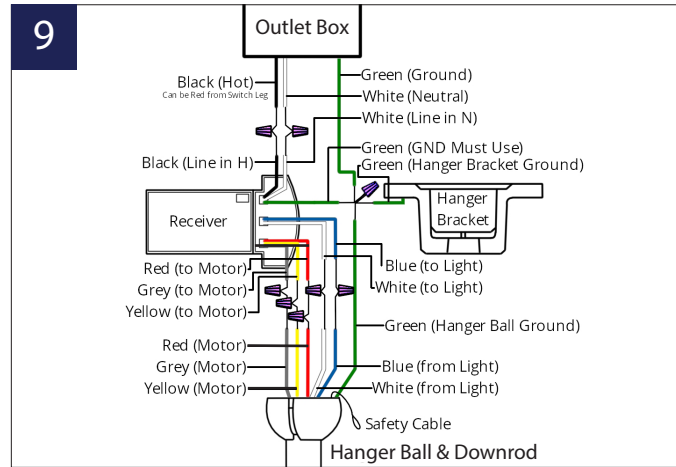 9
Outlet Box
Black (Hot)
Can be Red from Switch Leg
Green (Ground)
White (Neutral)
White (Line in N)
Green (GND Must Use)
Black (Line in H)
Green (Hanger Bracket Ground)
Receiver
Hanger
Bracket
Red (to Motor)
Blue (to Light)
Grey (to Motor)
White (to Light)
Yellow (to Motor)
Green (Hanger Ball Ground)
Red (Motor)
Grey (Motor)
Blue (from Light)
Yellow (Motor)
White (from Light)
Safety Cable
Hanger Ball & Downrod